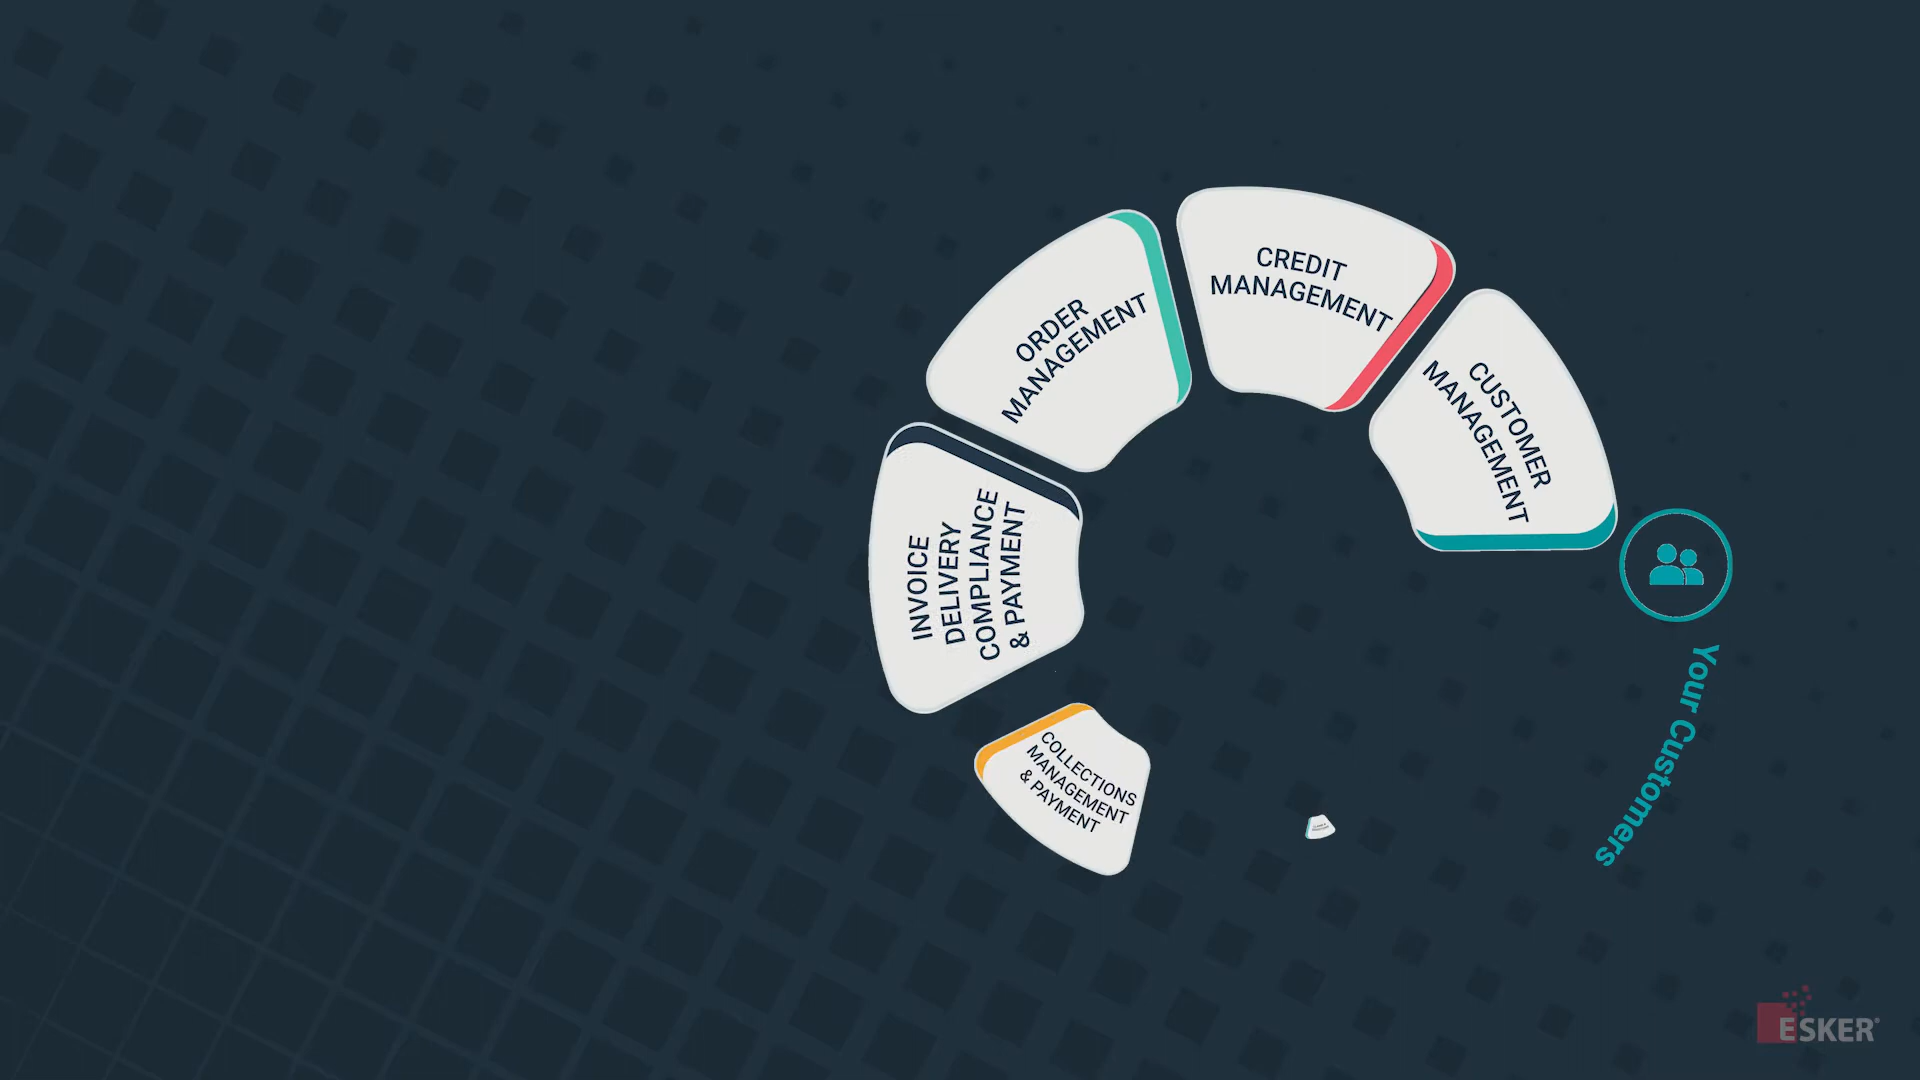 CREDIT
MANAGEMENT
ORDER
MANAGEMENT
CUSTOMER
MANAGEMENT
INVOICE
DELIVERY
COMPLIANCE
& PAYMENT
Your Customers
COLLECTIONS
MANAGEMENT
& PAYMENT
ESKER®